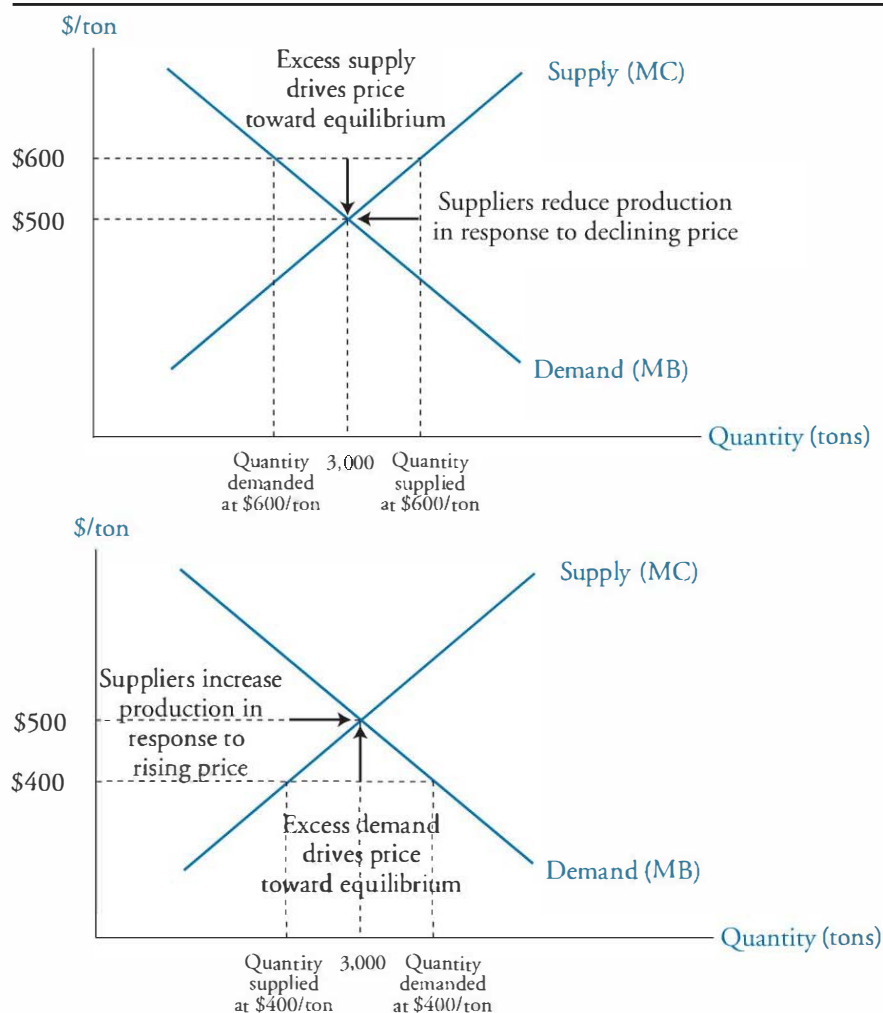 $/ton
Excess supply
drives price
toward equilibrium
Supply (MC)
$600
$500
Suppliers reduce production
in response to declining price
Demand (MB)
Quantity (tons)
Quantity
demanded
at $600/ton
3,000
Quantity
supplied
at $600/ton
$/ton
Supply (MC)
Suppliers increase
production in
response to
rising price
$500
$400
Excess demand
drives price
toward equilibrium
Demand (MB)
Quantity (tons)
Quantity
supplied
at $400/ton
3,000
Quantity
demanded
at $400/ton